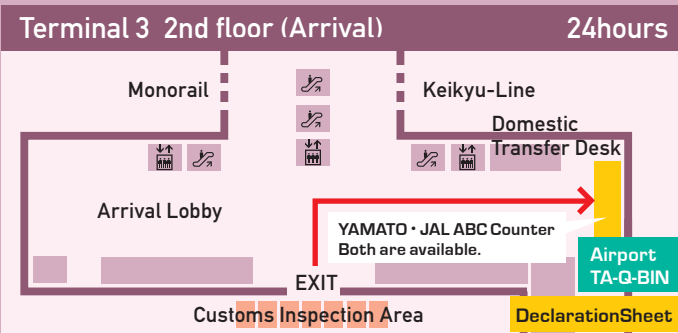 Terminal 3 2nd floor (Arrival)
24hours
Monorail
Keikyu-Line
Domestic
Transfer Desk
Arrival Lobby
YAMATO・JAL ABC Counter
Both are available.
Airport
TA-Q-BIN
EXIT
Customs Inspection Area
DeclarationSheet